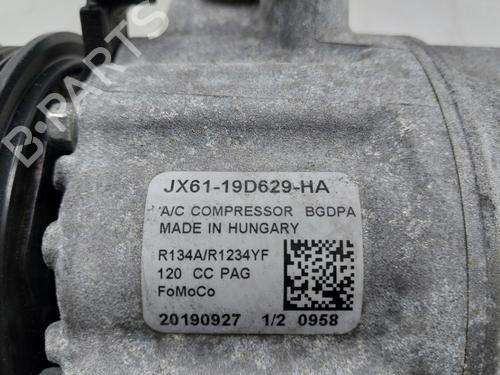 B-PARTS
JX61-19D629-HA
A/C COMPRESSOR BGDPA
MADE IN HUNGARY
R134A/R1234YF
120 CC PAG
FoMoCo
20190927 1/2 0958